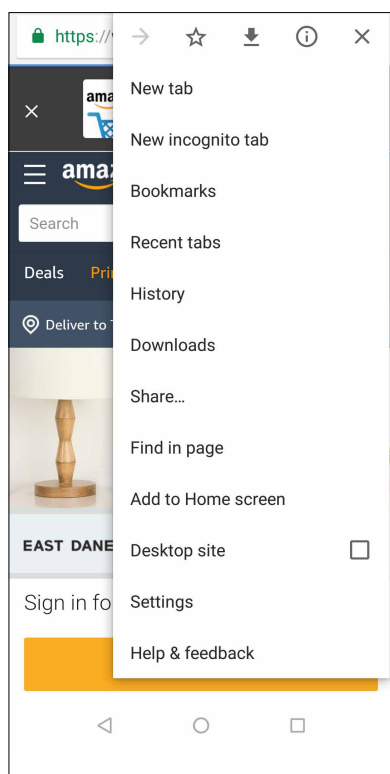 https://
New tab
ama
New incognito tab
Bookmarks
Search
Recent tabs
Deals
History
Deliver to
Downloads
Share...
Find in page
Add to Home screen
EAST DANE
Desktop site
Sign in fo
Settings
Help & feedback